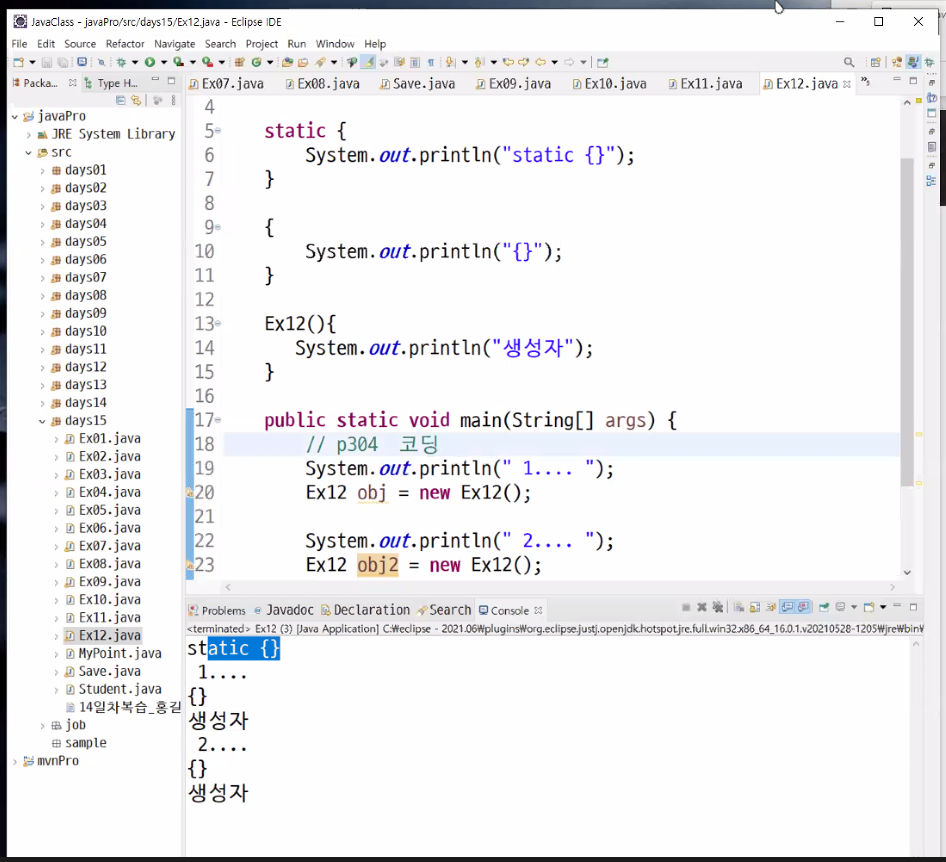 JavaClass - javaPro/src/days15/Ex12.java - Eclipse IDE
File Edit Source Refactor Navigate Search Project Run Window Help
Packa... Type H...
Ex07.java Ex08.java Save.java Ex09.java Ex10.java Ex11.java Ex12.java
javaPro
JRE System Library
src
days01
days02
days03
days04
days05
days06
days07
days08
days09
days10
days11
days12
days13
days14
days15
Ex01.java
Ex02.java
Ex03.java
Ex04.java
Ex05.java
Ex06.java
Ex07.java
Ex08.java
Ex09.java
Ex10.java
Ex11.java
Ex12.java
MyPoint.java
Save.java
Student.java
14일차복습_홍길
job
sample
mvnPro
4
5 static {
6 System.out.println("static {}");
7 }
8
9 {
10 System.out.println("{}");
11 }
12
13 Ex12(){
14 System.out.println("생성자");
15 }
16
17 public static void main(String[] args) {
18 // p304 코딩
19 System.out.println(" 1.... ");
20 Ex12 obj = new Ex12();
21
22 System.out.println(" 2.... ");
23 Ex12 obj2 = new Ex12();
Problems Javadoc Declaration Search Console
<terminated> Ex12 (3) [Java Application] C:₩eclipse - 2021.06₩plugins₩org.eclipse.justj.openjdk.hotspot.jre.full.win32.x86_64_16.0.1.v20210528-1205₩jre₩bin₩
static {}
1....
{}
생성자
2....
{}
생성자